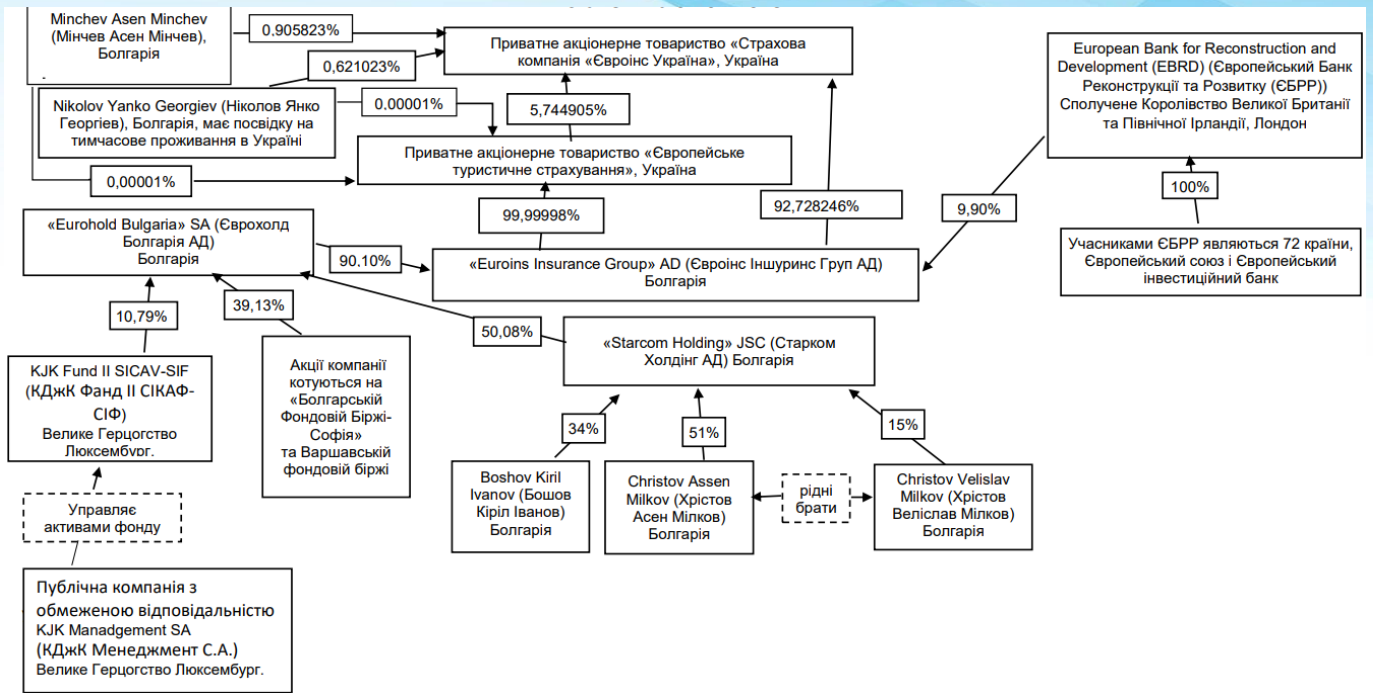 Minchev Asen Minchev
(Мінчев Асен Мінчев),
Болгарія
0.905823%
Приватне акціонерне товариство «Страхова
компанія «Євроінс Україна», Україна
European Bank for Reconstruction and
Development (EBRD) (Європейський Банк
Реконструкції та Розвитку (ЄБРР))
Сполучене Королівство Великої Британії
та Північної Ірландії, Лондон
0,621023%
Nikolov Yanko Georgiev (Ніколов Янко
Георгіев), Болгарія, має посвідку на
тимчасове проживання в Україні
0.00001%
5,744905%
Приватне акціонерне товариство «Європейське
туристичне страхування», Україна
0,00001%
100%
99,99998%
92,728246%
9,90%
«Eurohold Bulgaria» SA (Єврохолд
Болгарія АД)
Болгарія
90.10%
«Euroins Insurance Group» AD (Євроінс Іншуринс Груп АД)
Болгарія
Учасниками ЄБРР являються 72 країни,
Європейський союз і Європейський
інвестиційний банк
10,79%
39,13%
50,08%
«Starcom Holding» JSC (Старком
Холдінг АД) Болгарія
KJK Fund II SICAV-SIF
(КДжК Фанд II СІКАФ-
СІФ)
Велике Герцогство
Люксембург.
Акції компанії
котуються на
«Болгарській
Фондовій Біржі-
Софія»
та Варшавській
фондовій біржі
34%
51%
15%
Boshov Kiril
Ivanov (Бошов
Кіріл Іванов)
Болгарія
Christov Assen
Milkov (Хрістов
Асен Мілков)
Болгарія
рідні
брати
Christov Velislav
Milkov (Хрістов
Веліслав Мілков)
Болгарія
Управляє
активами фонду
Публічна компанія з
обмеженою відповідальністю
KJK Manadgement SA
(КДжК Менеджмент С.А.)
Велике Герцогство Люксембург.